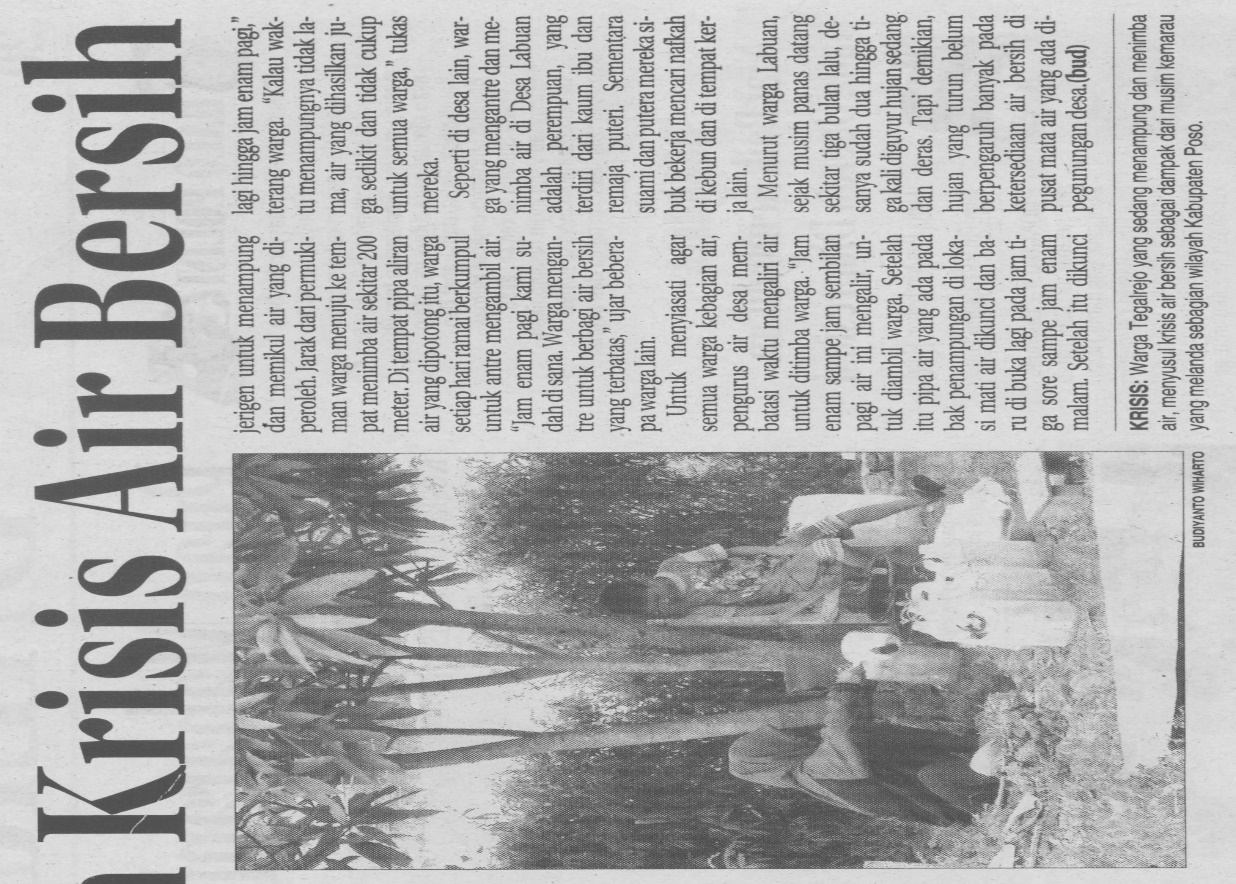 Krisis Air Bersih
jerigen untuk menampung
dan memikul air yang di-
peroleh. Jarak dari permuki-
man warga menuju ke tem-
pat menimba air sekitar 200
meter. Di tempat pipa aliran
air yang dipotong itu, warga
setiap hari ramai berkumpul
untuk antre mengambil air.
"Jam enam pagi kami su-
dah di sana. Warga mengan-
tre untuk berbagi air bersih
yang terbatas," ujar bebera-
pa warga lain.
Untuk menyiasati agar
semua warga kebagian air,
pengurus air desa mem-
batasi waktu mengaliri air
untuk ditimba warga. "Jam
enam sampe jam sembilan
pagi air ini mengalir, un-
tuk diambil warga. Setelah
itu pipa air yang ada pada
bak penampungan di loka-
si mati air dikunci dan ba-
ru di buka lagi pada jam ti-
ga sore sampe jam enam
malam. Setelah itu dikunci
lagi hingga jam enam pagi,"
terang warga. "Kalau wak-
tu menampungnya tidak la-
ma, air yang dihasilkan ju-
ga sedikit dan tidak cukup
untuk semua warga," tukas
mereka.
Seperti di desa lain, war-
ga yang mengantre dan me-
nimba air di Desa Labuan
adalah perempuan, yang
terdiri dari kaum ibu dan
remaja puteri. Sementara
suami dan putera mereka si-
buk bekerja mencari nafkah
di kebun dan di tempat ker-
ja lain.
Menurut warga Labuan,
sejak musim panas datang
sekitar tiga bulan lalu, de-
sanya sudah dua hingga ti-
ga kali diguyur hujan sedang
dan deras. Tapi demikian,
hujan yang turun belum
berpengaruh banyak pada
ketersediaan air bersih di
pusat mata air yang ada di-
pegunungan desa.(bud)
KRISIS: Warga Tegalrejo yang sedang menampung dan menimba
air, menyusul krisis air bersih sebagai dampak dari musim kemarau
yang melanda sebagian wilayah Kabupaten Poso.
BUDIYANTO WIHARTO